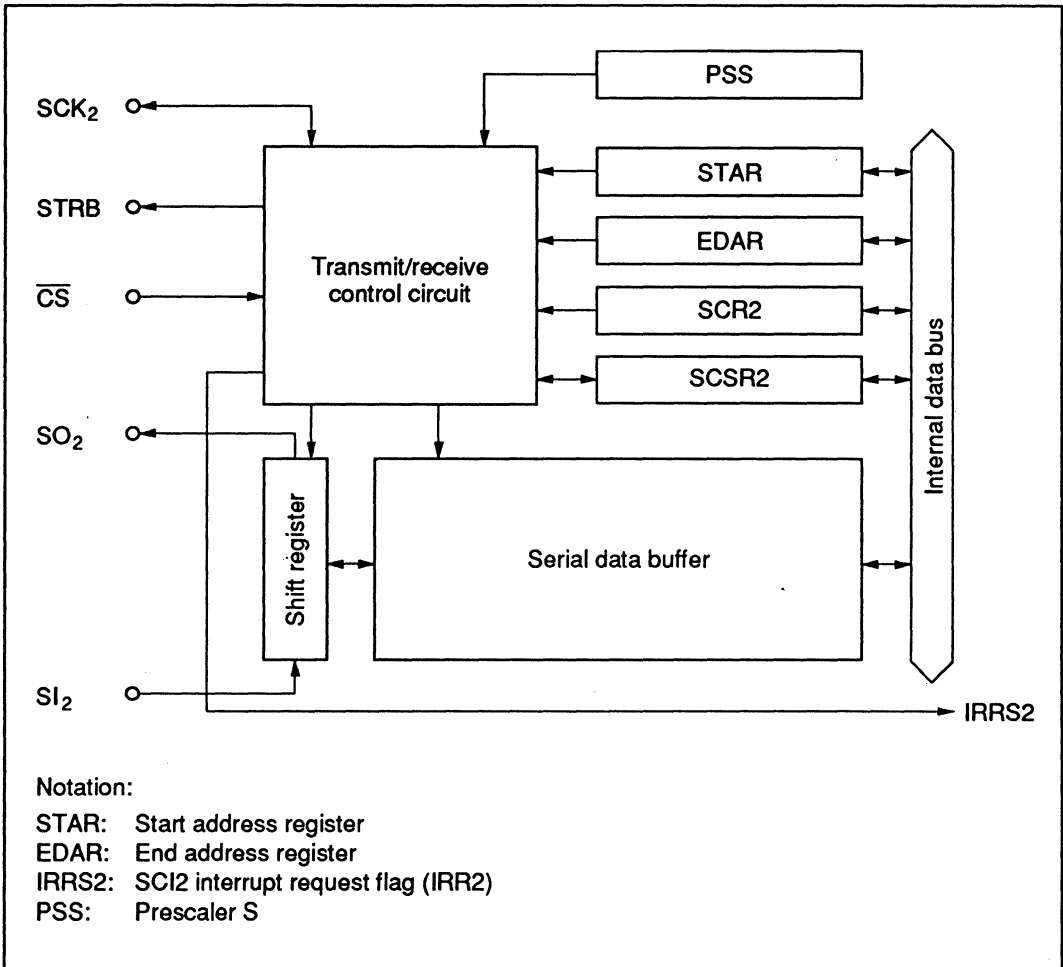 PSS
SCK2
STAR
STRB
EDAR
Transmit/receive
control circuit
CS
SCR2
SCSR2
Internal data bus
SO2
Shift register
Serial data buffer
SI2
IRRS2
Notation:
STAR: Start address register
EDAR: End address register
IRRS2: SCI2 interrupt request flag (IRR2)
PSS: Prescaler S